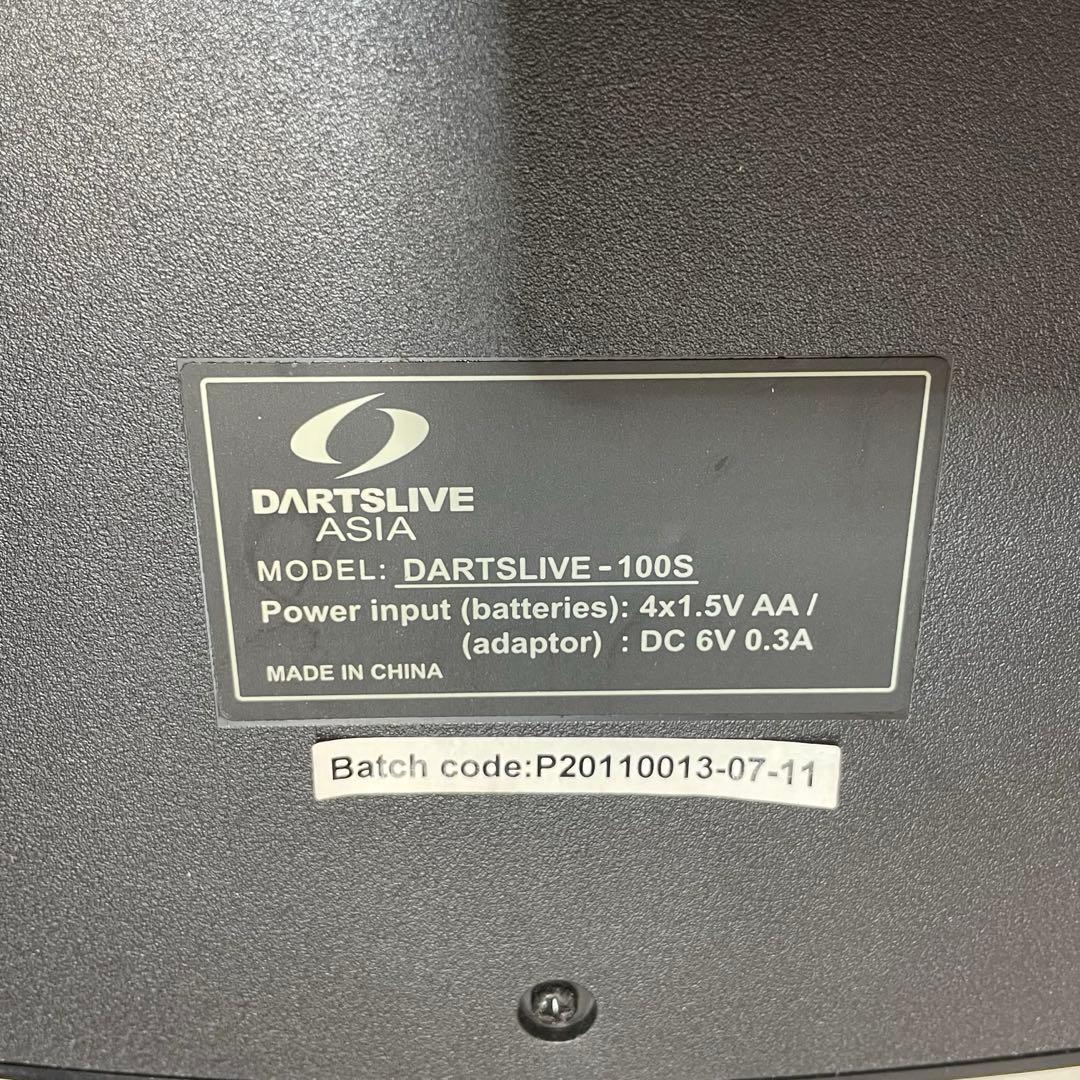 DARTSLIVE
ASIA
MODEL: DARTSLIVE-100S
Power input (batteries): 4x1.5V AA /
(adaptor) : DC 6V 0.3A
MADE IN CHINA
Batch code:P20110013-07-11